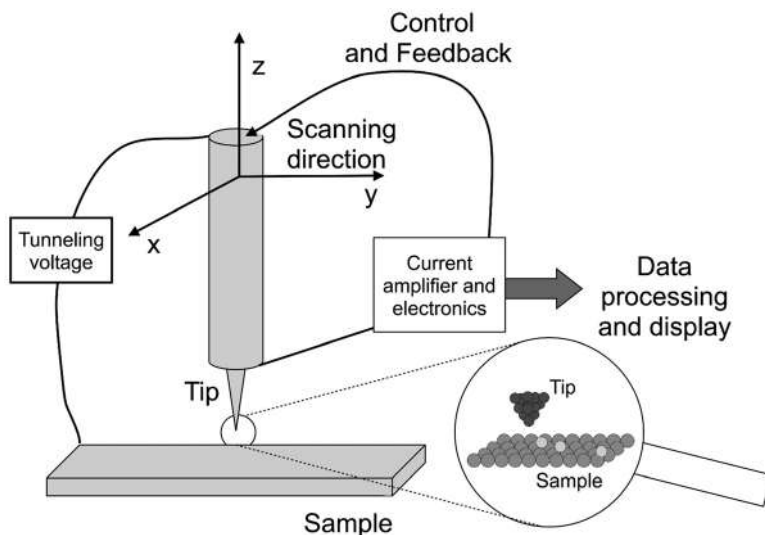 Control
and Feedback
z
Scanning
direction
y
x
Tunneling
voltage
Current
amplifier and
electronics
Data
processing
and display
Tip
Tip
Sample
Sample